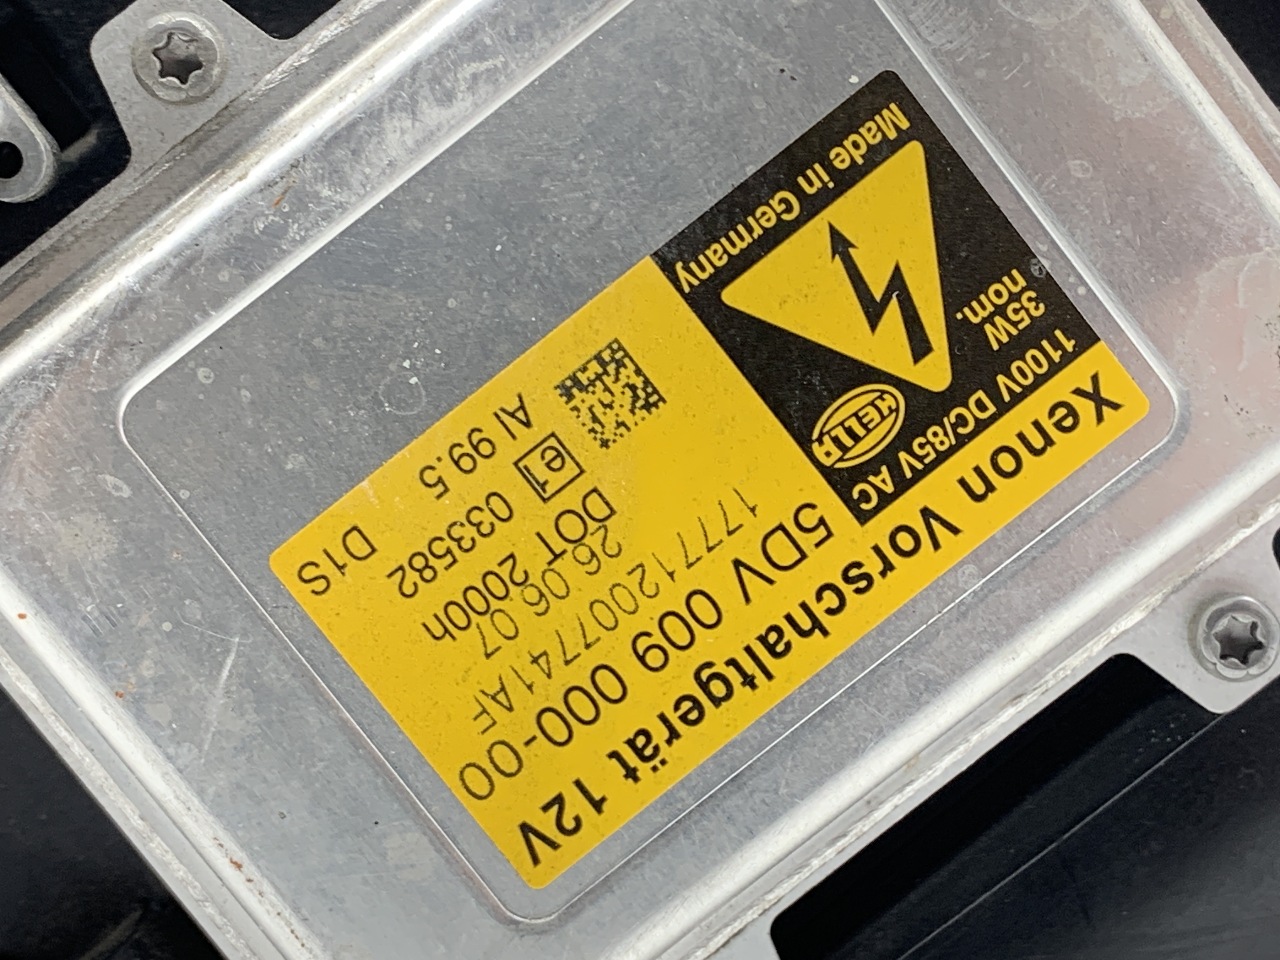 Xenon Vorschaltgerät 12V
1100V DC/85V AC
35W
nom.
HELLA
Made in Germany
5DV 009 000-00
177712007741AF
26.06.07
DOT 2000h
e1 033582
AI 99.5
D1S